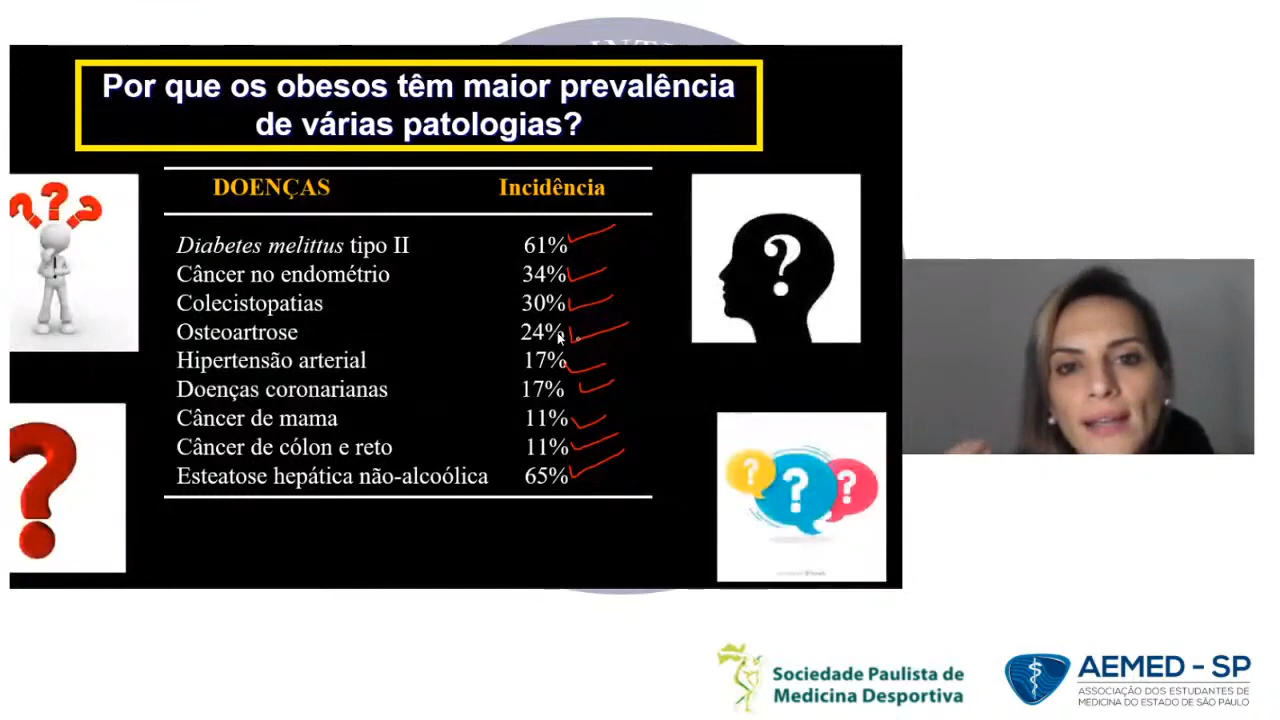 Por que os obesos têm maior prevalência
de várias patologias?
DOENÇAS Incidência
Diabetes melittus tipo II 61%
Câncer no endométrio 34%
Colecistopatias 30%
Osteoartrose 24%
Hipertensão arterial 17%
Doenças coronarianas 17%
Câncer de mama 11%
Câncer de cólon e reto 11%
Esteatose hepática não-alcoólica 65%
Sociedade Paulista de
Medicina Desportiva
AEMED - SP
ASSOCIAÇÃO DOS ESTUDANTES DE
MEDICINA DO ESTADO DE SÃO PAULO